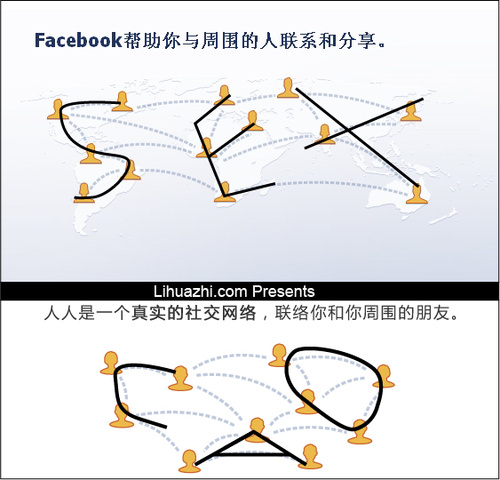 Facebook帮助你与周围的人联系和分享。
SEX
Lihuazhi.com Presents
人人是一个真实的社交网络，联络你和你周围的朋友。